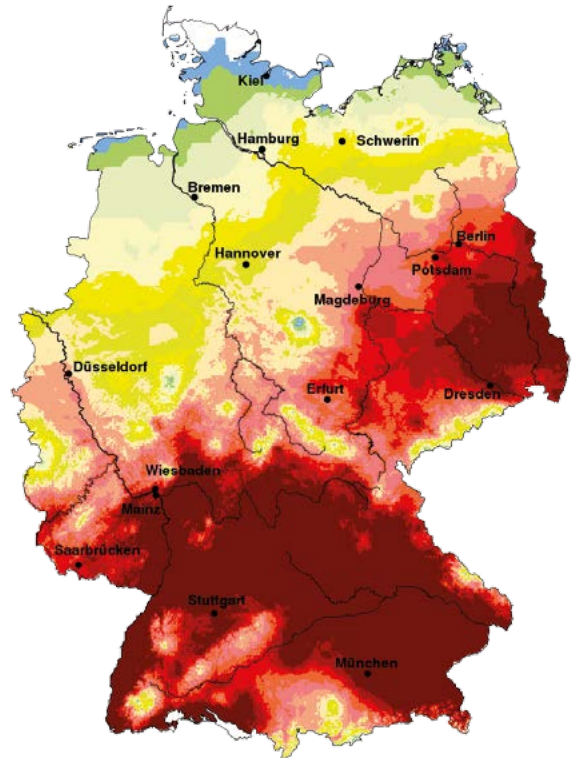 Kiel
Hamburg
Schwerin
Bremen
Berlin
Hannover
Potsdam
Magdeburg
Düsseldorf
Erfurt
Dresden
Wiesbaden
Mainz
Saarbrücken
Stuttgart
München